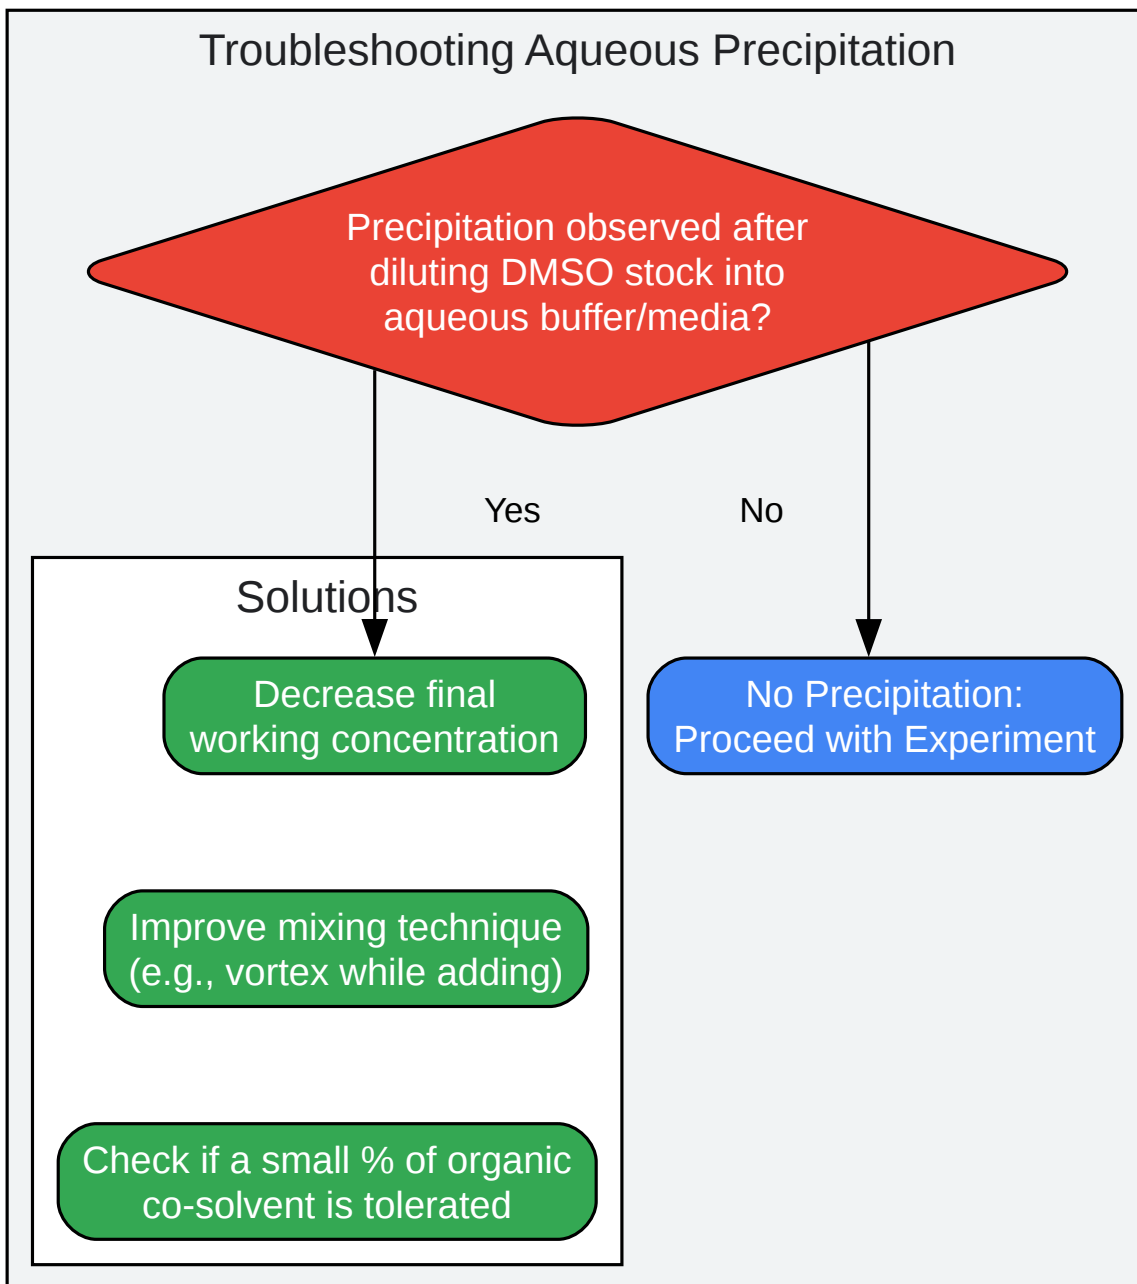 Troubleshooting Aqueous Precipitation
Precipitation observed after
diluting DMSO stock into
aqueous buffer/media?
Yes
No
Solutions
Decrease final
working concentration
No Precipitation:
Proceed with Experiment
Improve mixing technique
(e.g., vortex while adding)
Check if a small % of organic
co-solvent is tolerated